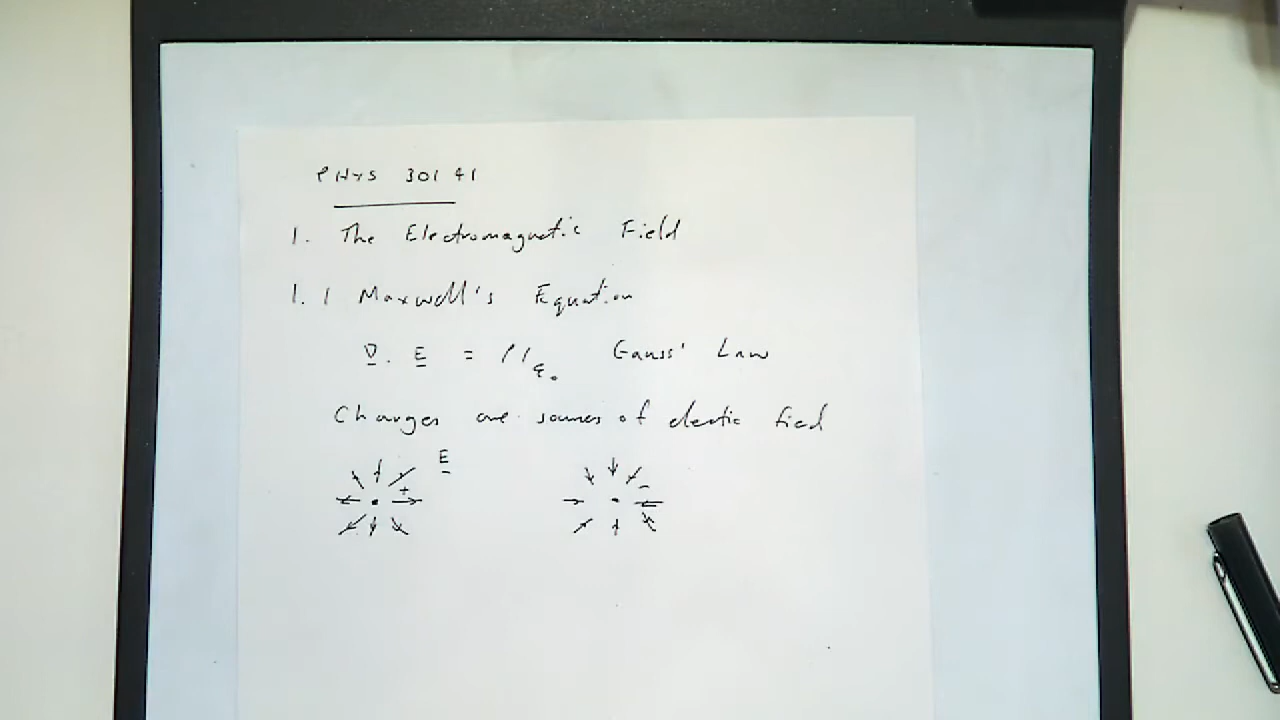 PHYS 30141
1. The Electromagnetic Field
1.1 Maxwell's Equation
∇ . E = ρ/ε₀ Gauss' Law
Charges are sources of electric field
E
+ -